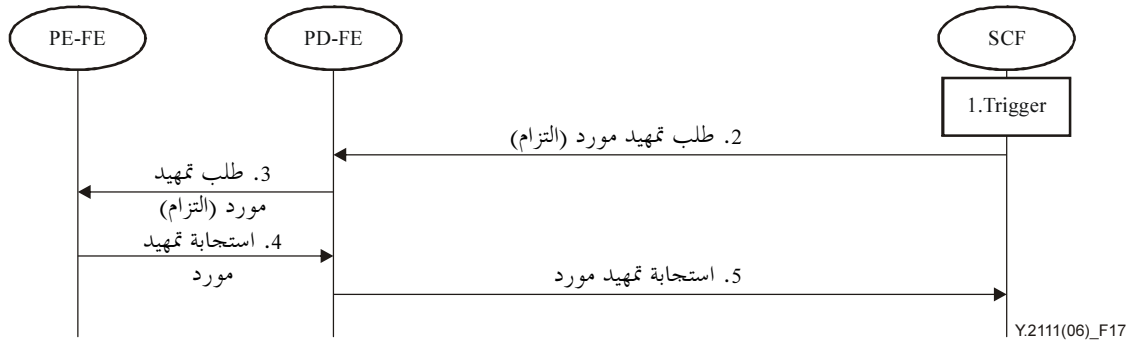 PE-FE
PD-FE
SCF
1.Trigger
2. طلب تمهيد مورد (التزام)
3. طلب تمهيد
مورد (التزام)
4. استجابة تمهيد
مورد
5. استجابة تمهيد مورد
Y.2111(06)_F17